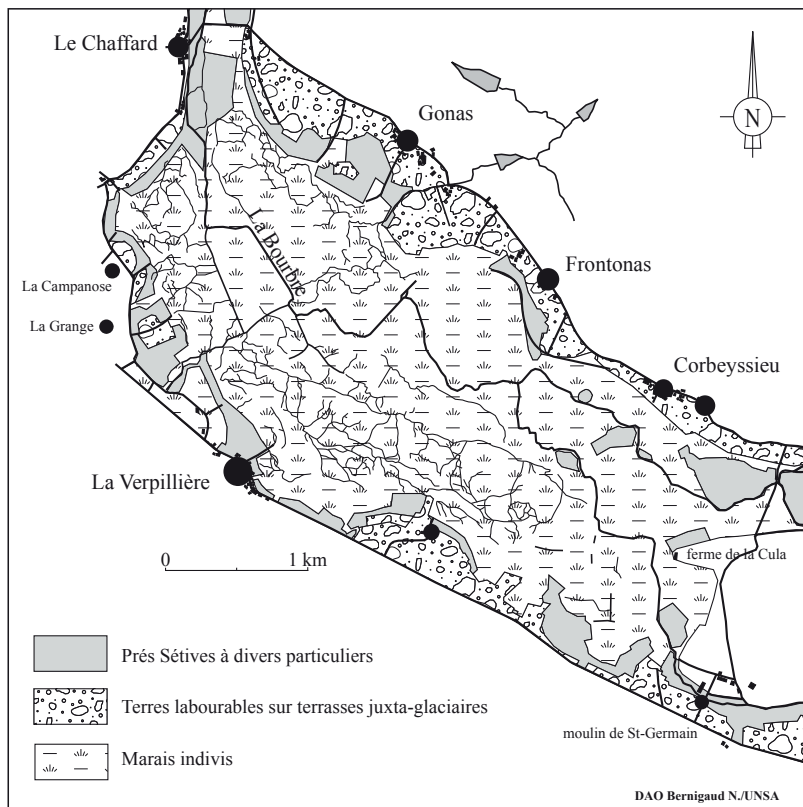 Le Chaffard
Gonas
N
La Bourbre
Frontonas
La Campanose
La Grange
Corbeyssieu
La Verpillière
0 1 km
ferme de la Cula
Prés Sétives à divers particuliers
Terres labourables sur terrasses juxta-glaciaires
Marais indivis
moulin de St-Germain
DAO Bernigaud N./UNSA